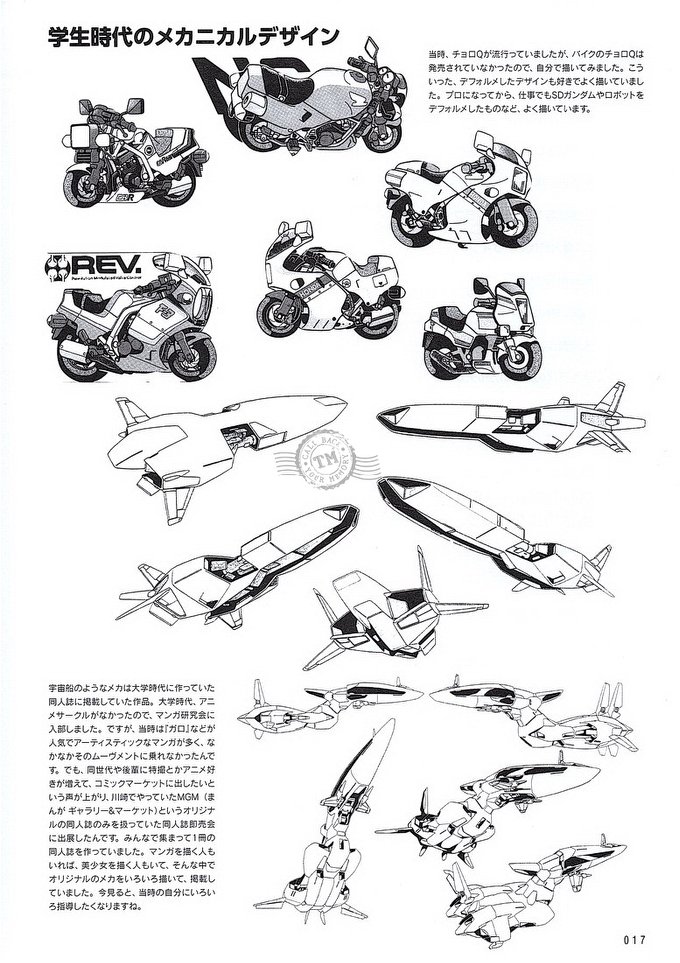 学生時代のメカニカルデザイン
当時、チョロQが流行っていましたが、バイクのチョロQは
発売されていなかったので、自分で描いてみました。こう
いった、デフォルメしたデザインも好きでよく描いていまし
た。プロになってから、仕事でもSDガンダムやロボットを
デフォルメしたものなど、よく描いています。
REV.
CALL BACK
TM
YOUR MEMORY
宇宙船のようなメカは大学時代に作っていた
同人誌に掲載していた作品。大学時代、アニ
メサークルがなかったので、マンガ研究会に
入部しました。ですが、当時は『ガロ』などが
人気でアーティスティックなマンガが多く、な
かなかそのムーヴメントに乗れなかったんで
す。でも、同世代や後輩に特撮とかアニメ好
きが増えて、コミックマーケットに出したいと
いう声が上がり、川崎でやっていたMGM(ま
んが ギャラリー&マーケット)というオリジナ
ルの同人誌のみを扱っていた同人誌即売会
に出展したんです。みんなで集まって1冊の
同人誌を作っていました。マンガを描く人も
いれば、美少女を描く人もいて、そんな中で
オリジナルのメカをいろいろ描いて、掲載し
ていました。今見ると、当時の自分にいろい
ろ指導したくなりますね。
017